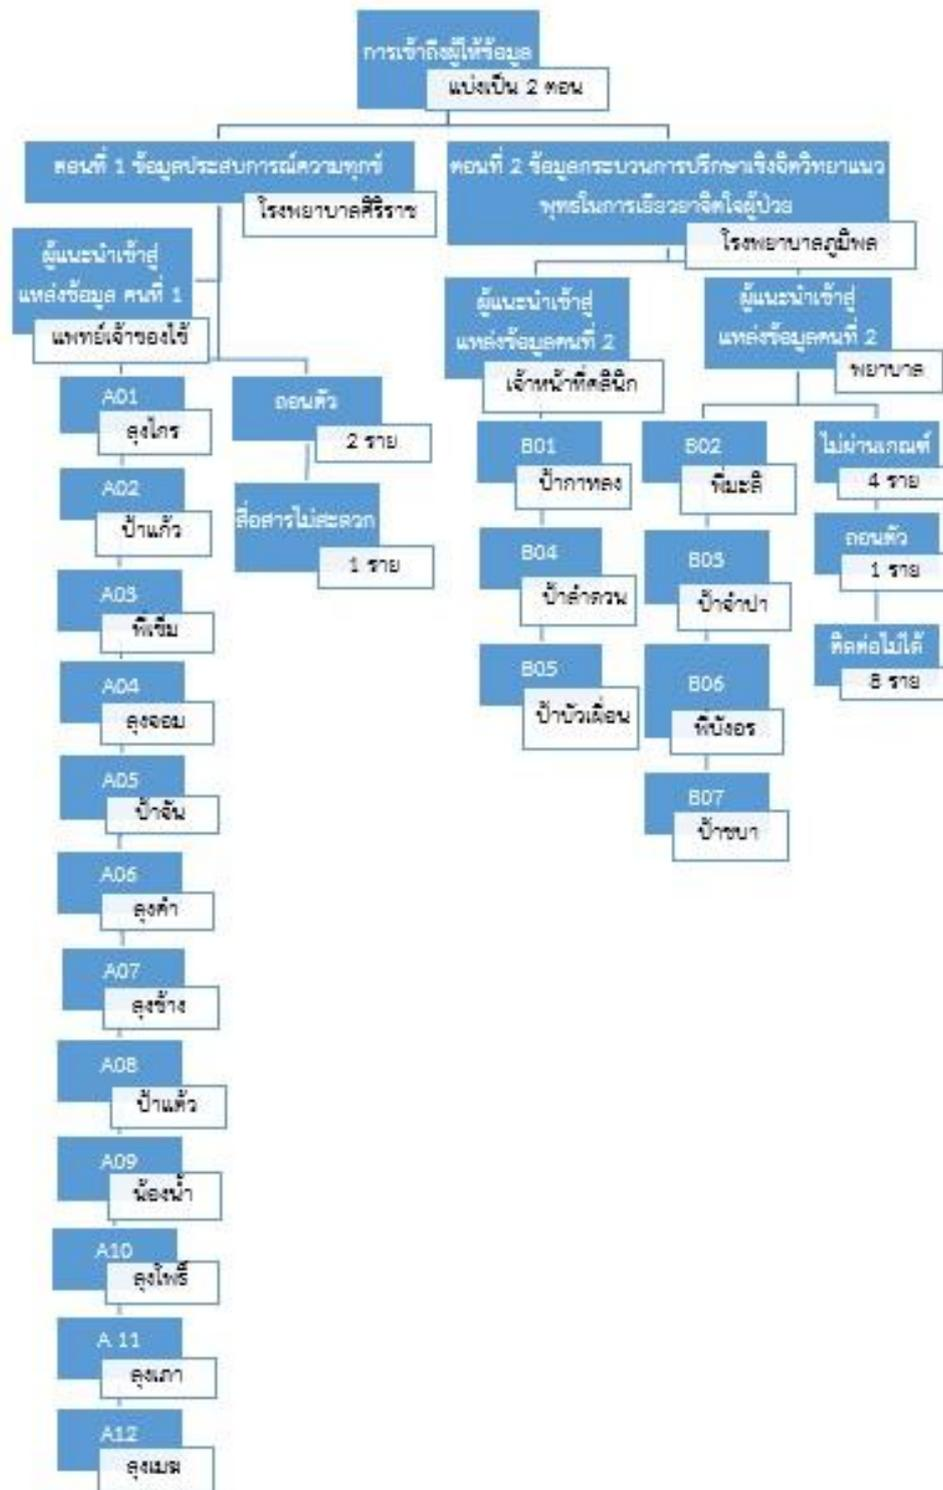 การเข้าถึงผู้ให้ข้อมูล
แบ่งเป็น 2 ตอน
ตอนที่ 1 ข้อมูลประสบการณ์ความทุกข์
โรงพยาบาลศิริราช
ผู้แนะนำเข้าสู่
แหล่งข้อมูล คนที่ 1
แพทย์เจ้าของไข้
A01
ลุงไกร
A02
ป้าแก้ว
A03
พี่เข็ม
A04
ลุงจอม
A05
ป้าจัน
A06
ลุงคำ
A07
ลุงช้าง
A08
ป้าแต้ว
A09
น้องน้ำ
A10
ลุงโพธิ์
A 11
ลุงเภา
A12
ลุงเมฆ
ถอนตัว
2 ราย
สื่อสารไม่สะดวก
1 ราย
ตอนที่ 2 ข้อมูลกระบวนการปรึกษาเชิงจิตวิทยาแนว
พุทธในการเยียวยาจิตใจผู้ป่วย
โรงพยาบาลภูมิพล
ผู้แนะนำเข้าสู่
แหล่งข้อมูลคนที่ 2
เจ้าหน้าที่คลินิก
B01
ป้ากาหลง
B04
ป้าลำดวน
B05
ป้าบัวเผื่อน
ผู้แนะนำเข้าสู่
แหล่งข้อมูลคนที่ 2
พยาบาล
B02
พี่มะลิ
B03
ป้าจำปา
B06
พี่บังอร
B07
ป้าชบา
ไม่ผ่านเกณฑ์
4 ราย
ถอนตัว
1 ราย
ติดต่อไม่ได้
8 ราย